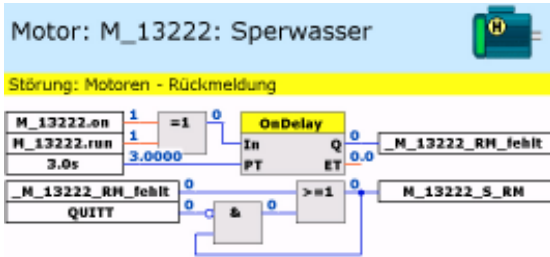 Motor: M_13222: Sperwasser
M
Störung: Motoren - Rückmeldung
M_13222.on 1 =1 0 OnDelay
M_13222.run 1 In Q 0 _M_13222_RM_fehlt
3.0s 3.0000 PT ET 0.0
_M_13222_RM_fehlt 0 >=1 0 M_13222_S_RM
QUITT 0 & 0